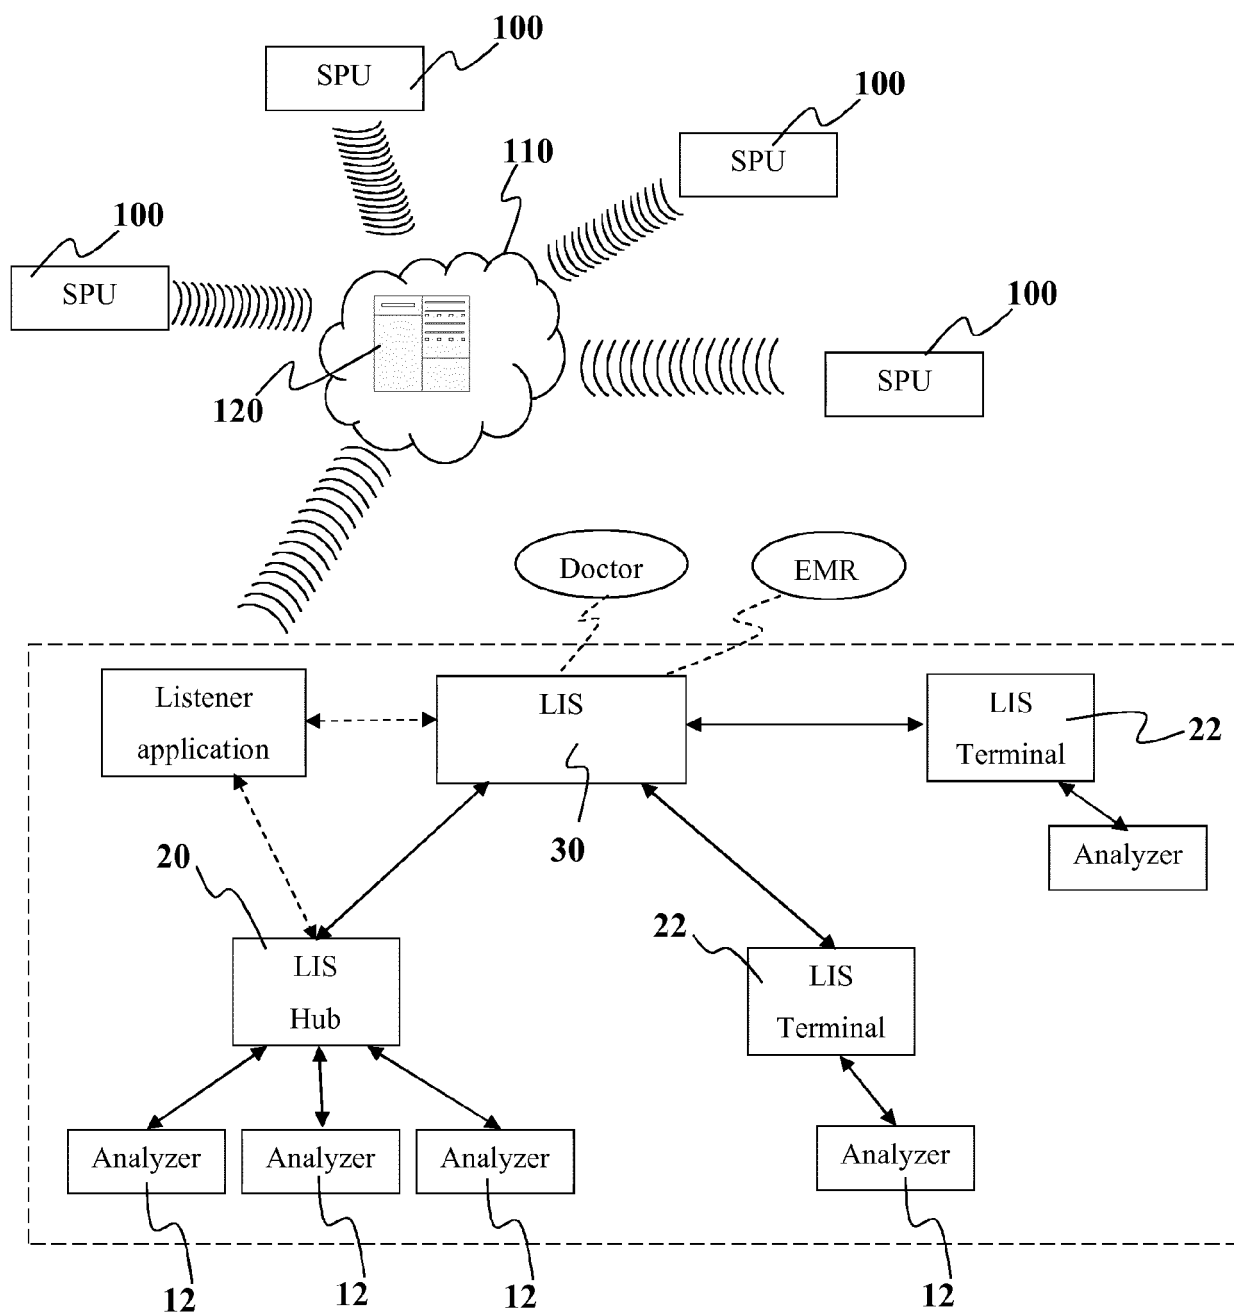 100
SPU
100
SPU
110
100
SPU
100
SPU
120
Doctor
EMR
Listener
application
LIS
30
LIS
Terminal
22
Analyzer
20
LIS
Hub
22
LIS
Terminal
Analyzer
Analyzer
Analyzer
Analyzer
12
12
12
12